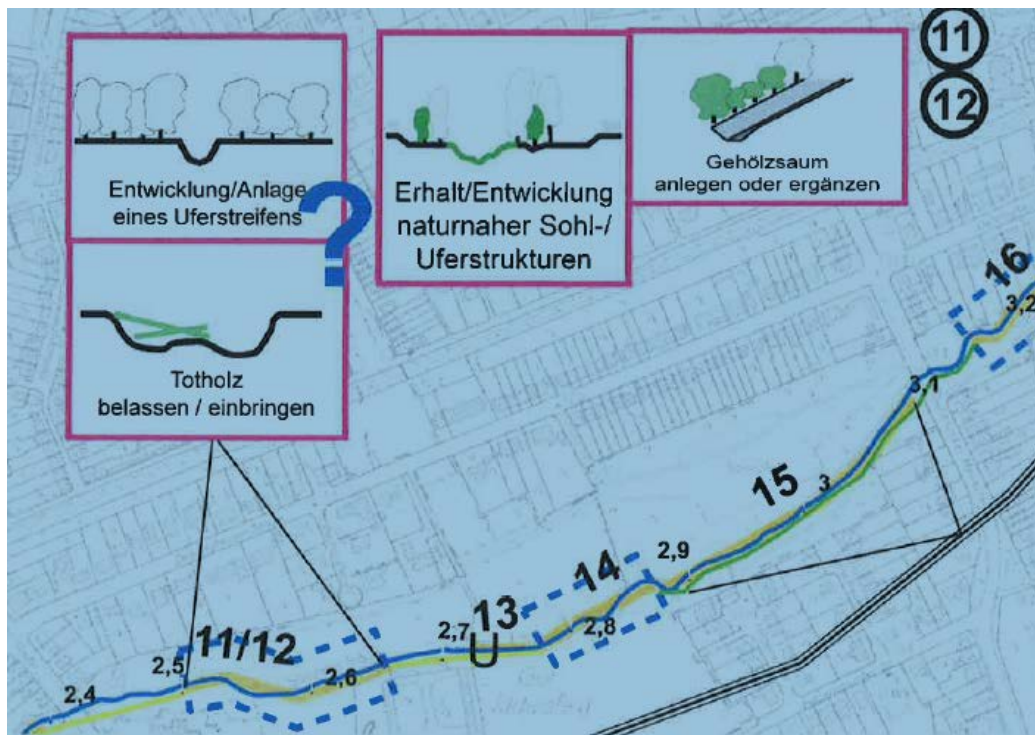 11
12
Entwicklung/Anlage
eines Uferstreifens
?
Erhalt/Entwicklung
naturnaher Sohl-/
Uferstrukturen
Gehölzsaum
anlegen oder ergänzen
Totholz
belassen / einbringen
16
3,2
3,1
15
3
14
2,9
2,8
13
2,7
U
11/12
2,6
2,5
2,4